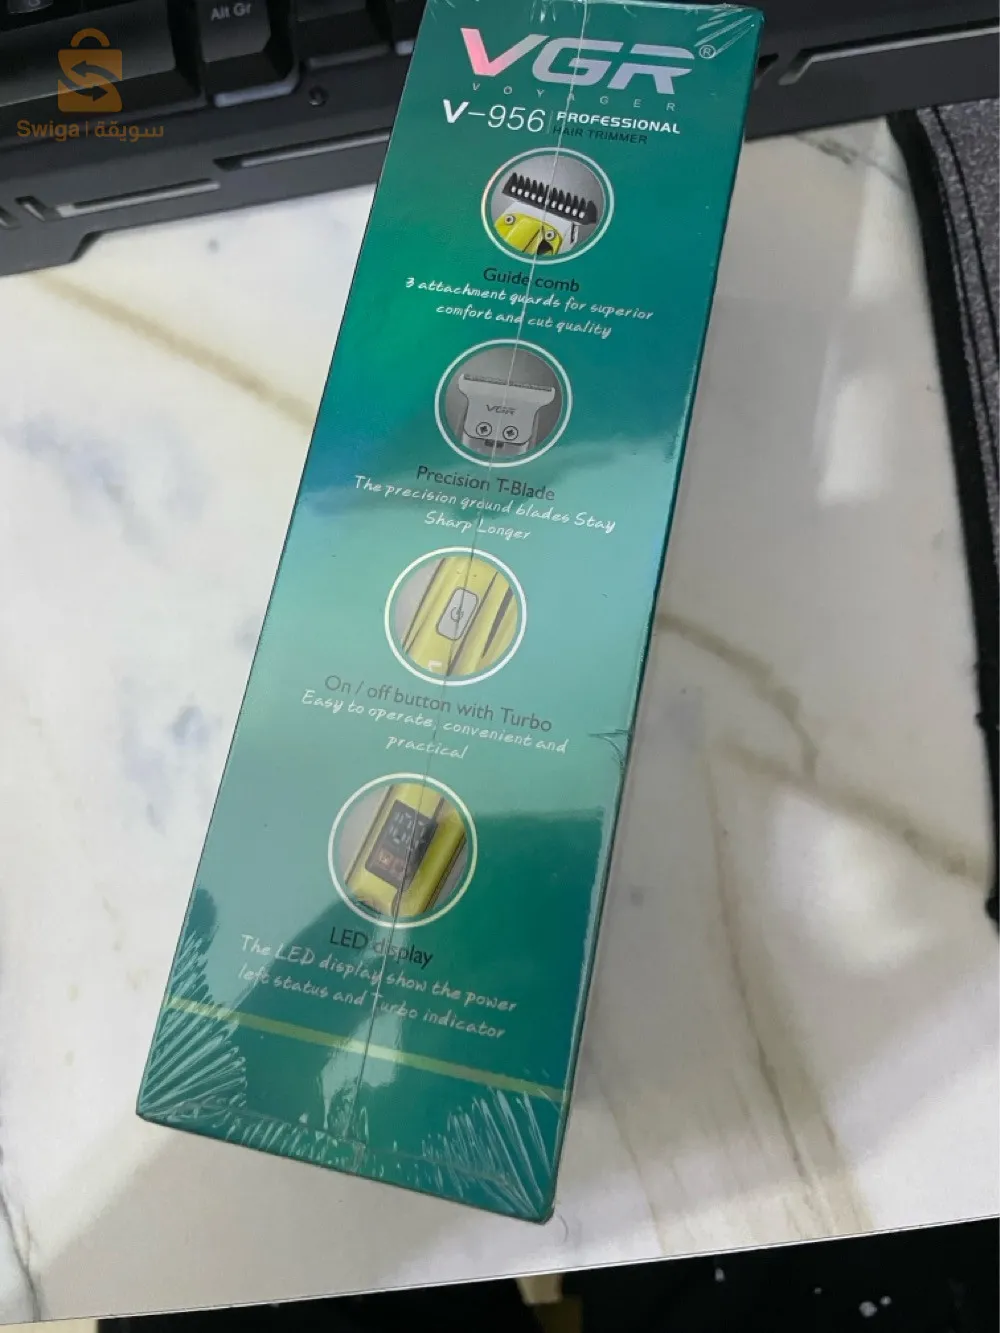 Alt Gr
Swiga | سويقة
VGR®
VOYAGER
V-956 PROFESSIONAL
HAIR TRIMMER
Guide comb
3 attachment guards for superior
comfort and cut quality
VGR
Precision T-Blade
The precision ground blades Stay
Sharp Longer
On / off button with Turbo
Easy to operate, convenient and
practical
LED display
The LED display show the power
left status and Turbo indicator